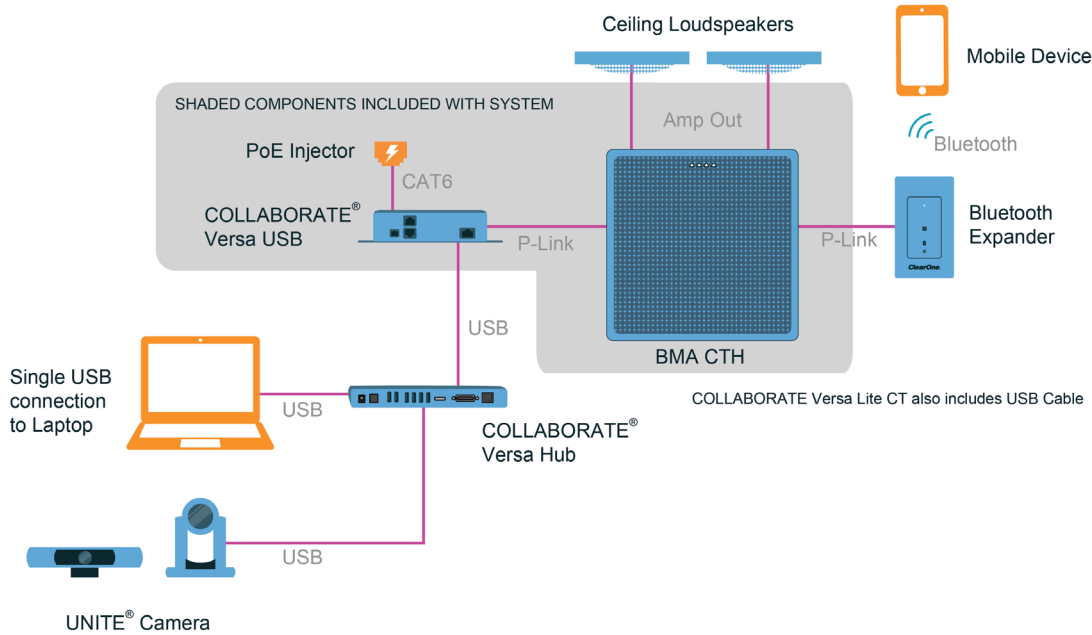 Ceiling Loudspeakers
Mobile Device
SHADED COMPONENTS INCLUDED WITH SYSTEM
Amp Out
Bluetooth
PoE Injector
CAT6
COLLABORATE®
Versa USB
P-Link
P-Link
Bluetooth
Expander
ClearOne
USB
BMA CTH
Single USB
connection
to Laptop
USB
COLLABORATE Versa Lite CT also includes USB Cable
COLLABORATE®
Versa Hub
USB
UNITE® Camera